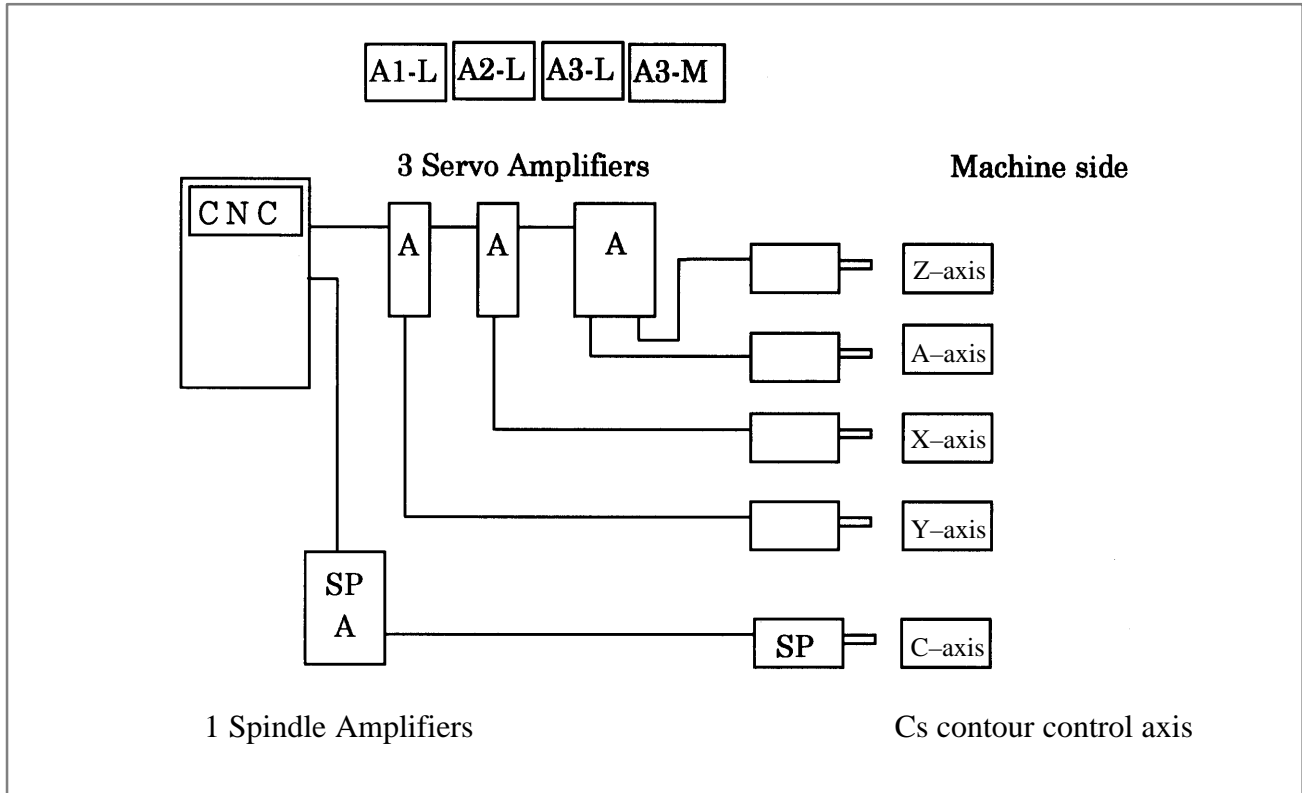 A1-L A2-L A3-L A3-M
3 Servo Amplifiers
Machine side
CNC
A A A
Z–axis
A–axis
X–axis
Y–axis
SP
A
SP
C–axis
1 Spindle Amplifiers
Cs contour control axis